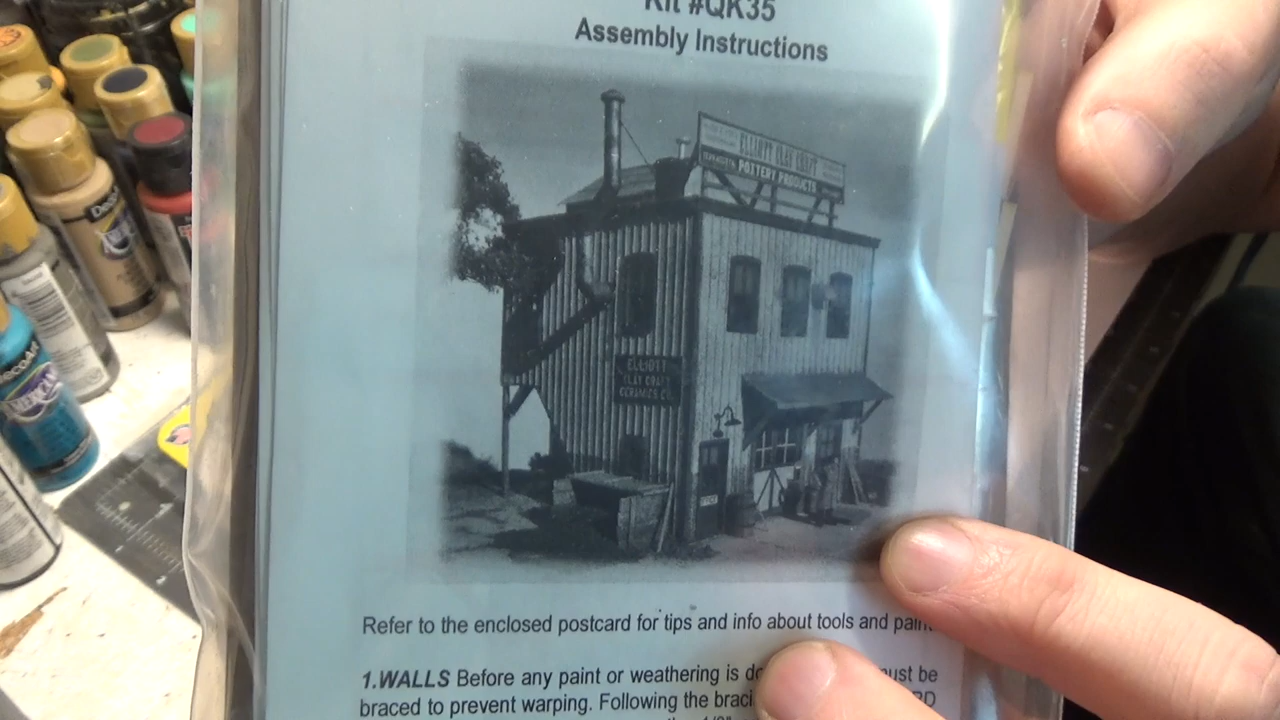 Kit #QK35
Assembly Instructions
ELLIOTT CLAY CRAFT
POTTERY PRODUCTS
ELLIOTT
CLAY CRAFT
CERAMICS CO.
Refer to the enclosed postcard for tips and info about tools and paint
1.WALLS Before any paint or weathering is must be
braced to prevent warping. Following the